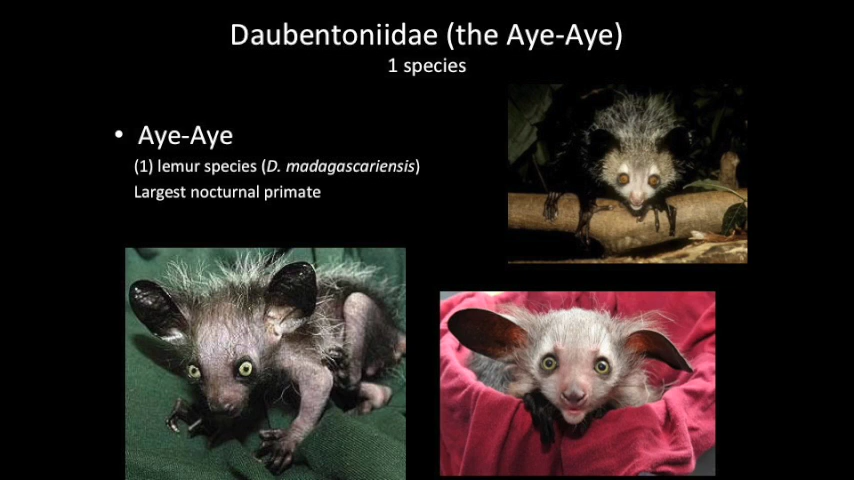 Daubentoniidae (the Aye-Aye)
1 species
• Aye-Aye
(1) lemur species (D. madagascariensis)
Largest nocturnal primate